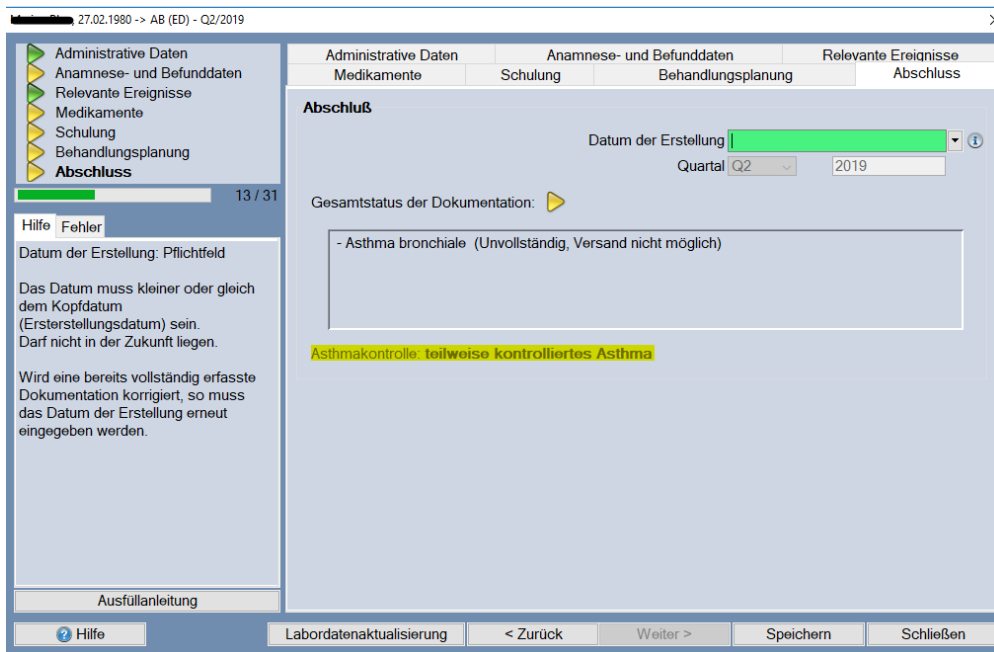 , 27.02.1980 -> AB (ED) - Q2/2019
Administrative Daten
Anamnese- und Befunddaten
Relevante Ereignisse
Medikamente
Schulung
Behandlungsplanung
Abschluss
13 / 31
Hilfe Fehler
Datum der Erstellung: Pflichtfeld
Das Datum muss kleiner oder gleich
dem Kopfdatum
(Ersterstellungsdatum) sein.
Darf nicht in der Zukunft liegen.
Wird eine bereits vollständig erfasste
Dokumentation korrigiert, so muss
das Datum der Erstellung erneut
eingegeben werden.
Ausfüllanleitung
Administrative Daten Anamnese- und Befunddaten Relevante Ereignisse
Medikamente Schulung Behandlungsplanung Abschluss
Abschluß
Datum der Erstellung
Quartal Q2 2019
Gesamtstatus der Dokumentation:
- Asthma bronchiale (Unvollständig, Versand nicht möglich)
Asthmakontrolle: teilweise kontrolliertes Asthma
Hilfe Labordatenaktualisierung < Zurück Weiter > Speichern Schließen